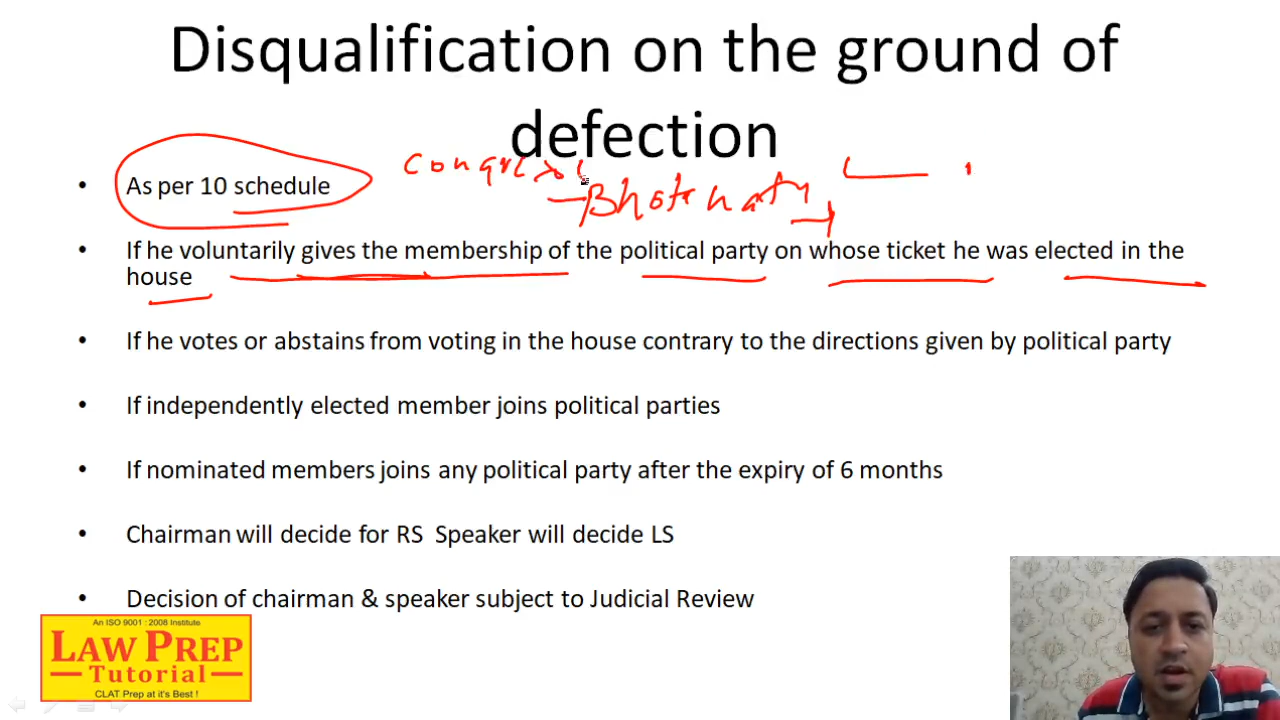 Disqualification on the ground of
defection
Congress
• As per 10 schedule
• If he voluntarily gives the membership of the political party on whose ticket he was elected in the
house
• If he votes or abstains from voting in the house contrary to the directions given by political party
• If independently elected member joins political parties
• If nominated members joins any political party after the expiry of 6 months
• Chairman will decide for RS Speaker will decide LS
• Decision of chairman & speaker subject to Judicial Review
An ISO 9001 : 2008 Institute
LAW PREP
Tutorial
CLAT Prep at it's Best !